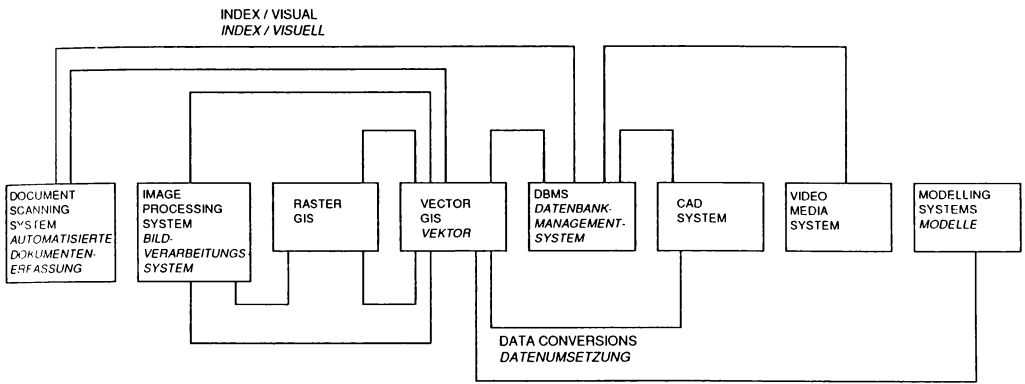 INDEX / VISUAL
INDEX / VISUELL
DOCUMENT
SCANNING
SYSTEM
AUTOMATISIERTE
DOKUMENTEN-
ERFASSUNG
IMAGE
PROCESSING
SYSTEM
BILD-
VERARBEITUNGS-
SYSTEM
RASTER
GIS
VECTOR
GIS
VEKTOR
DBMS
DATENBANK-
MANAGEMENT-
SYSTEM
CAD
SYSTEM
VIDEO
MEDIA
SYSTEM
MODELLING
SYSTEMS
MODELLE
DATA CONVERSIONS
DATENUMSETZUNG